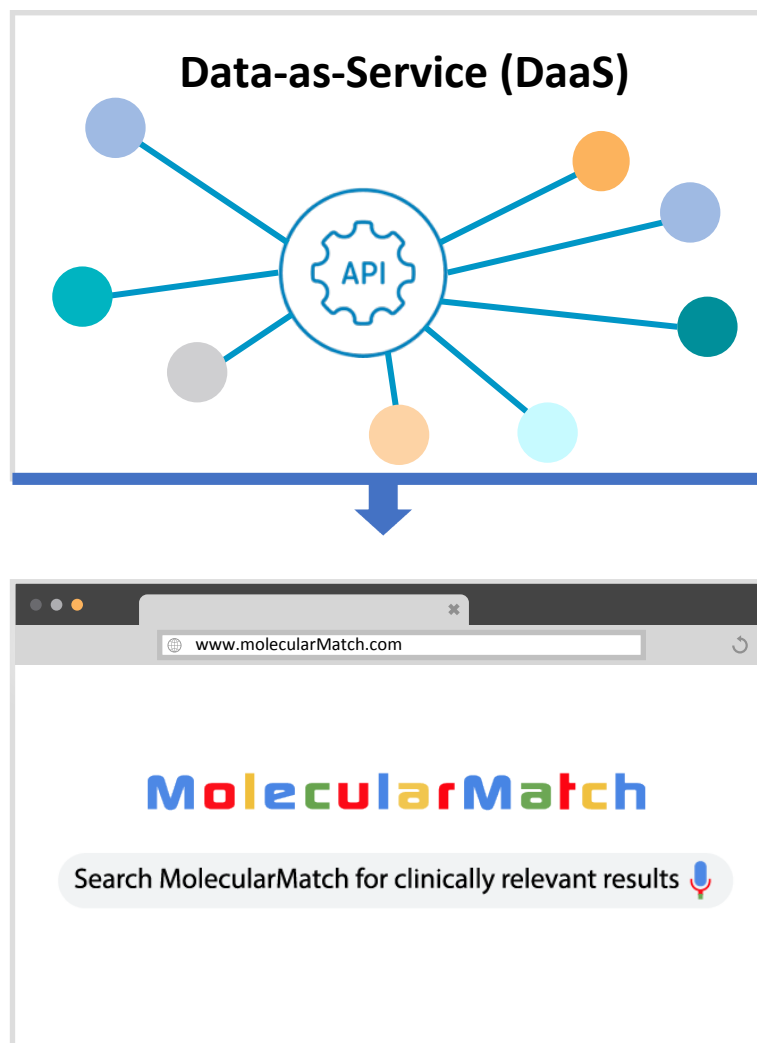 Data-as-Service (DaaS)
API
www.molecularMatch.com
MolecularMatch
Search MolecularMatch for clinically relevant results